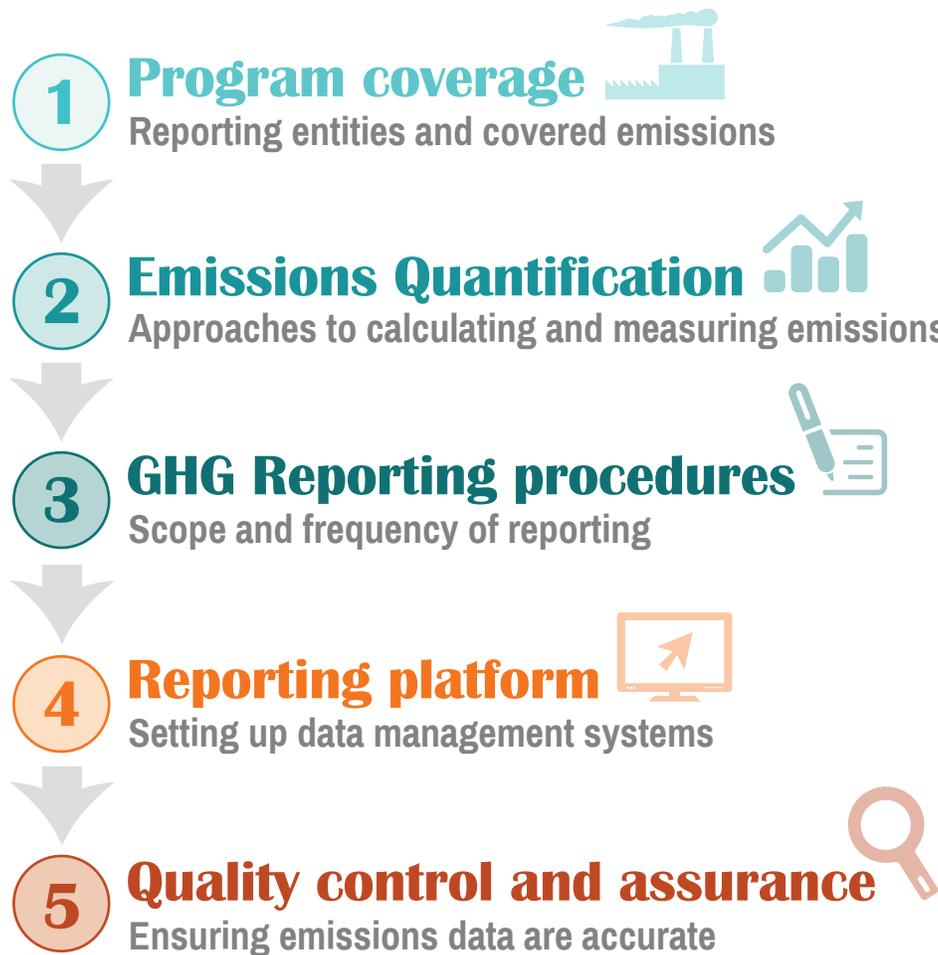 1
Program coverage
Reporting entities and covered emissions
2
Emissions Quantification
Approaches to calculating and measuring emissions
3
GHG Reporting procedures
Scope and frequency of reporting
4
Reporting platform
Setting up data management systems
5
Quality control and assurance
Ensuring emissions data are accurate